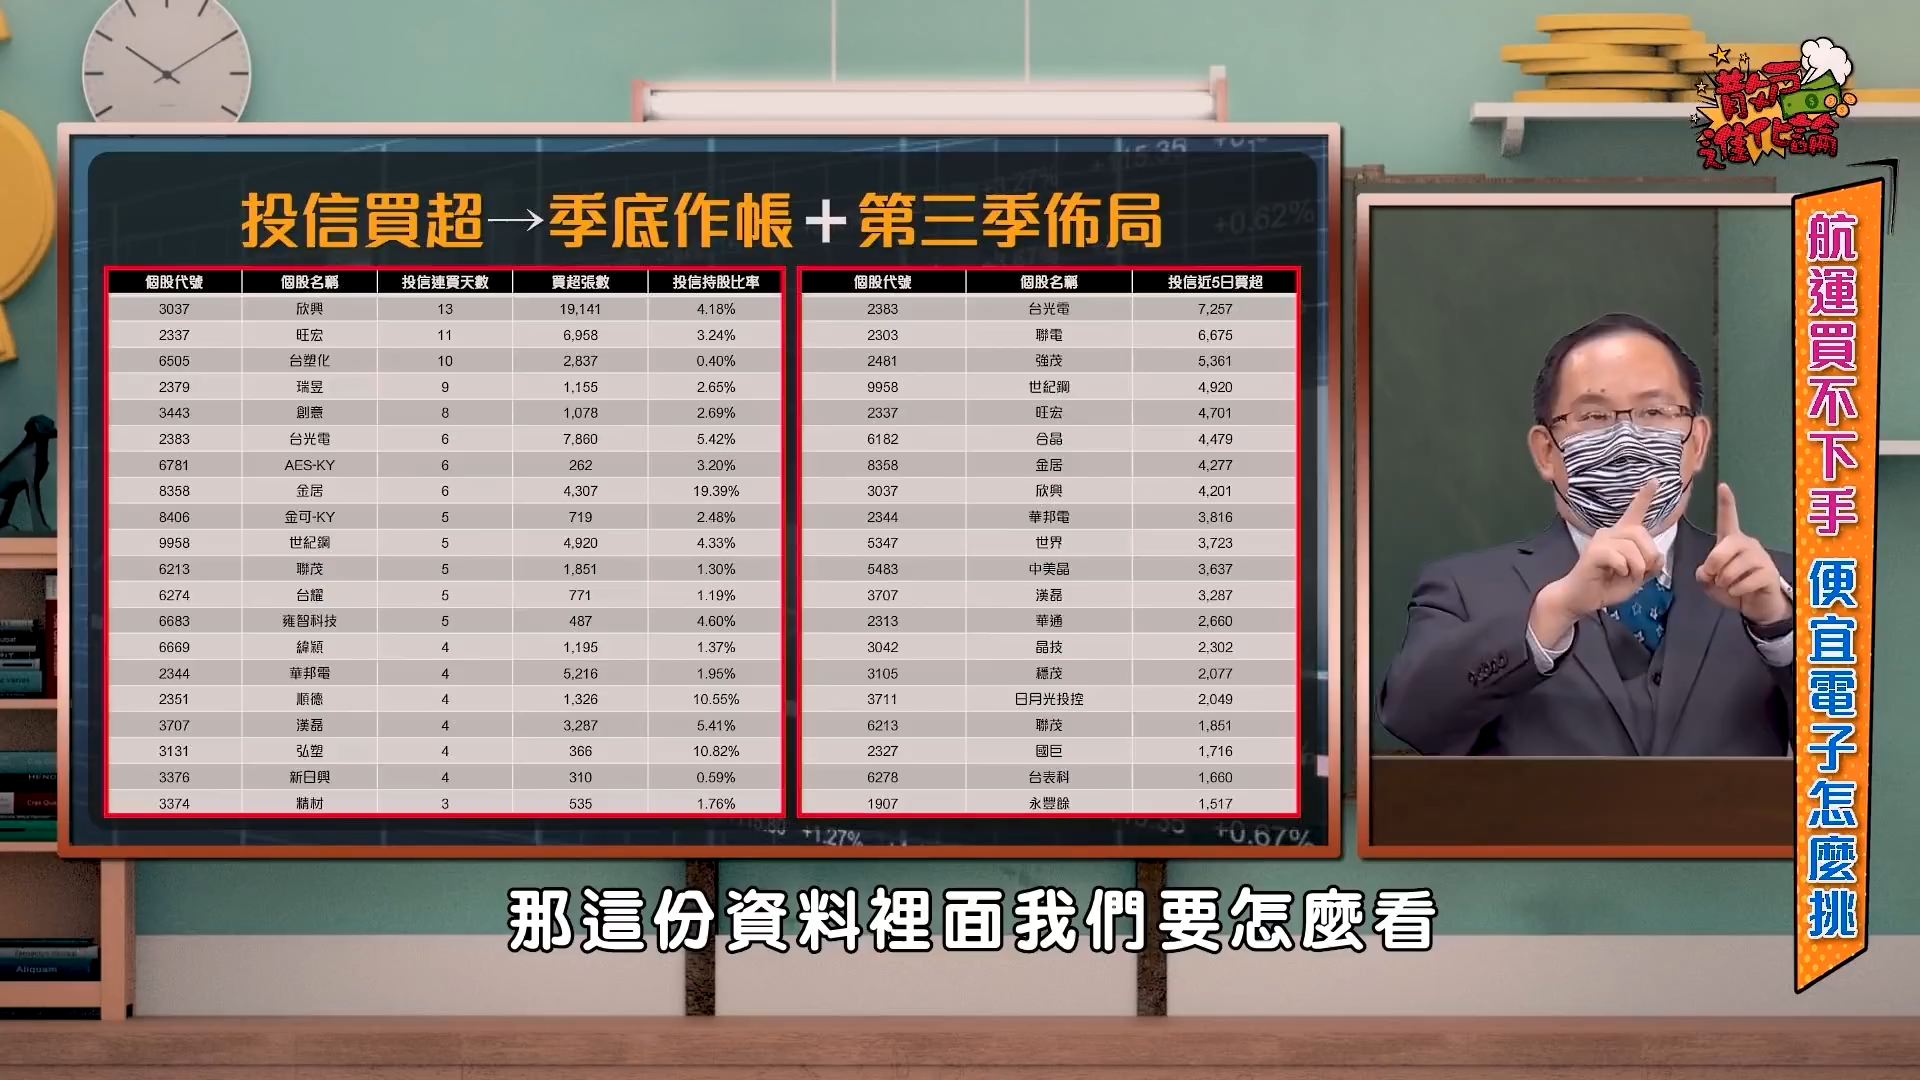 散戶
之進化論
投信買超→季底作帳+第三季佈局
個股代號 個股名稱 投信連買天數 買超張數 投信持股比率
3037 欣興 13 19,141 4.18%
2337 旺宏 11 6,958 3.24%
6505 台塑化 10 2,837 0.40%
2379 瑞昱 9 1,155 2.65%
3443 創意 8 1,078 2.69%
2383 台光電 6 7,860 5.42%
6781 AES-KY 6 262 3.20%
8358 金居 6 4,307 19.39%
8406 金可-KY 5 719 2.48%
9958 世紀鋼 5 4,920 4.33%
6213 聯茂 5 1,851 1.30%
6274 台耀 5 771 1.19%
6683 雍智科技 5 487 4.60%
6669 緯穎 4 1,195 1.37%
2344 華邦電 4 5,216 1.95%
2351 順德 4 1,326 10.55%
3707 漢磊 4 3,287 5.41%
3131 弘塑 4 366 10.82%
3376 新日興 4 310 0.59%
3374 精材 3 535 1.76%
個股代號 個股名稱 投信近5日買超
2383 台光電 7,257
2303 聯電 6,675
2481 強茂 5,361
9958 世紀鋼 4,920
2337 旺宏 4,701
6182 合晶 4,479
8358 金居 4,277
3037 欣興 4,201
2344 華邦電 3,816
5347 世界 3,723
5483 中美晶 3,637
3707 漢磊 3,287
2313 華通 2,660
3042 晶技 2,302
3105 穩茂 2,077
3711 日月光投控 2,049
6213 聯茂 1,851
2327 國巨 1,716
6278 台表科 1,660
1907 永豐餘 1,517
+15.35
+0.62%
+1.27%
+0.67%
航運買不下手 便宜電子怎麼挑
那這份資料裡面我們要怎麼看
Aliquam